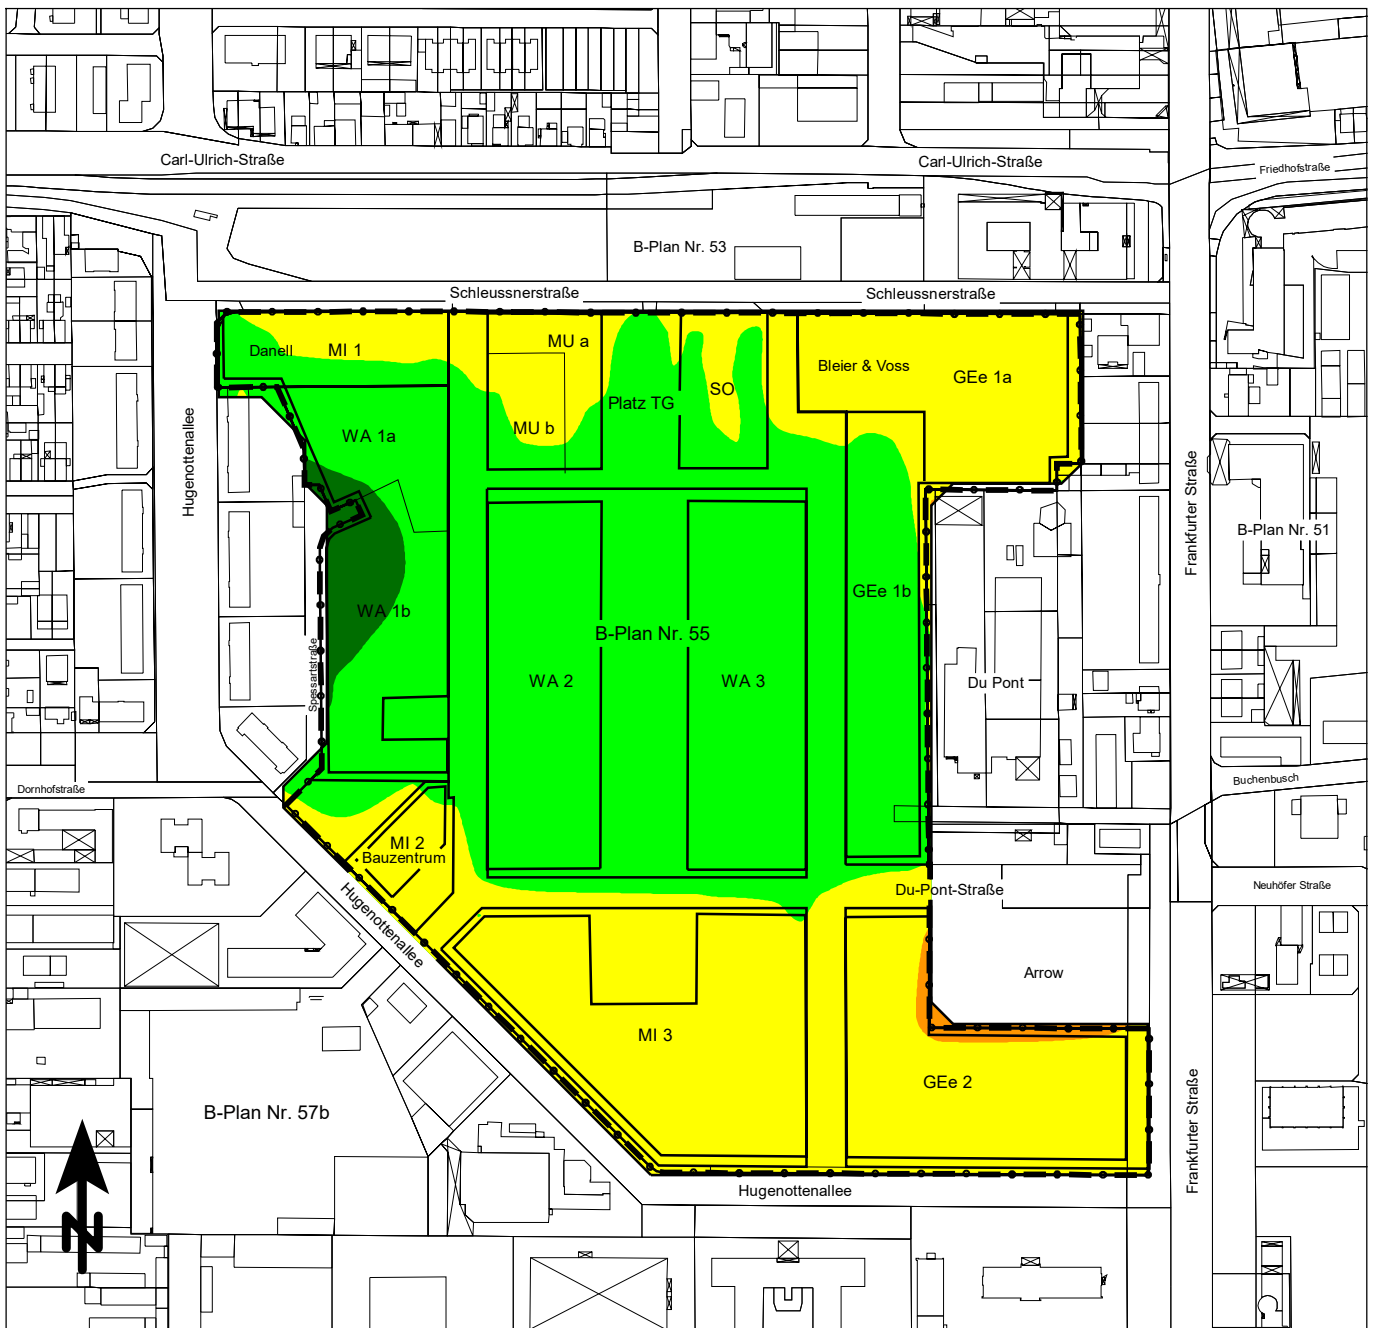 Carl-Ulrich-Straße
Carl-Ulrich-Straße
Friedhofstraße
B-Plan Nr. 53
Schleussnerstraße
Schleussnerstraße
Danell
MI 1
MU a
Bleier & Voss
GEe 1a
SO
Platz TG
MU b
WA 1a
Hugenottenallee
Frankfurter Straße
B-Plan Nr. 51
GEe 1b
WA 1b
B-Plan Nr. 55
Spessartstraße
WA 2
WA 3
Du Pont
Buchenbusch
Dornhofstraße
MI 2
Bauzentrum
Du-Pont-Straße
Neuhöfer Straße
Hugenottenallee
Arrow
MI 3
GEe 2
B-Plan Nr. 57b
Frankfurter Straße
Hugenottenallee
N